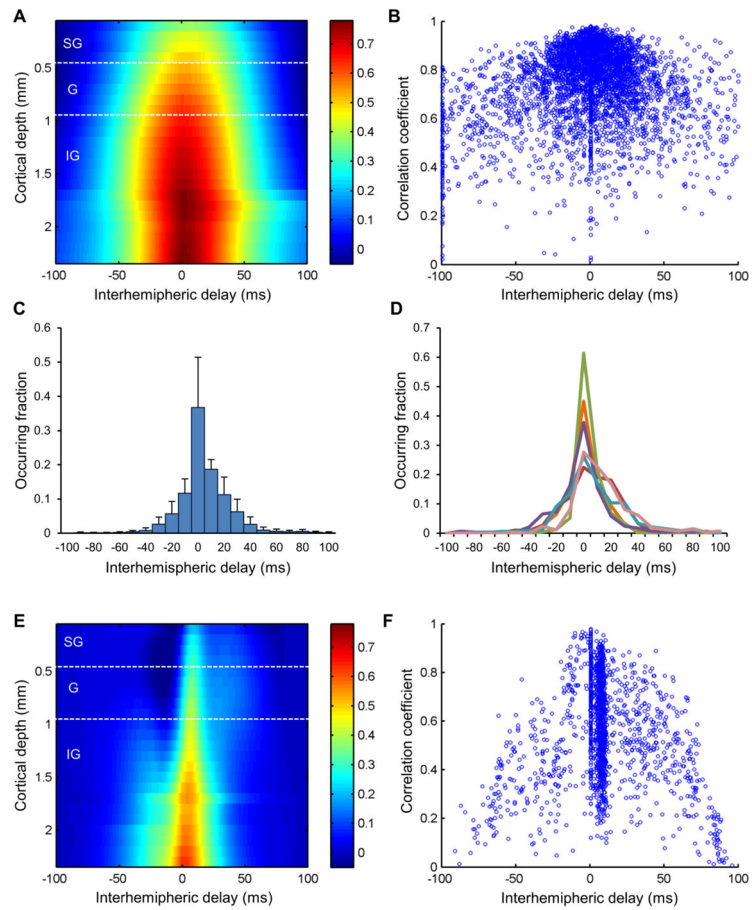 A
SG
G
IG
0.5
1
1.5
2
Cortical depth (mm)
-100 -50 0 50 100
Interhemipheric delay (ms)
0.7
0.6
0.5
0.4
0.3
0.2
0.1
0
B
1
0.8
0.6
0.4
0.2
0
Correlation coefficient
-100 -50 0 50 100
Interhemipheric delay (ms)
C
0.6
0.5
0.4
0.3
0.2
0.1
0
Occurring fraction
-100 -80 -60 -40 -20 0 20 40 60 80 100
Interhemispheric delay (ms)
D
0.7
0.6
0.5
0.4
0.3
0.2
0.1
0
Occurring fraction
-100 -80 -60 -40 -20 0 20 40 60 80 100
Interhemispheric delay (ms)
E
SG
G
IG
0.5
1
1.5
2
Cortical depth (mm)
-100 -50 0 50 100
Interhemipheric delay (ms)
0.7
0.6
0.5
0.4
0.3
0.2
0.1
0
F
1
0.8
0.6
0.4
0.2
0
Correlation coefficient
-100 -50 0 50 100
Interhemipheric delay (ms)